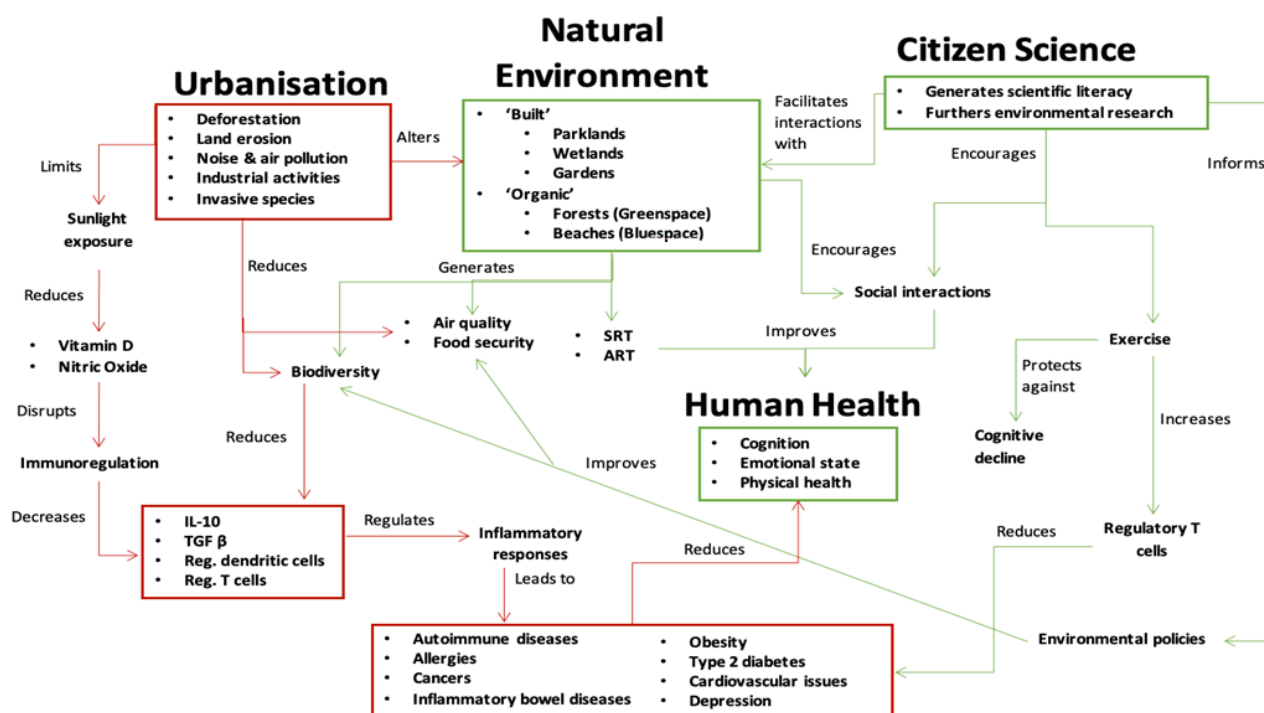 Urbanisation
• Deforestation
• Land erosion
• Noise & air pollution
• Industrial activities
• Invasive species
Alters
Natural
Environment
• ‘Built’
• Parklands
• Wetlands
• Gardens
• ‘Organic’
• Forests (Greenspace)
• Beaches (Bluespace)
Facilitates
interactions
with
Citizen Science
• Generates scientific literacy
• Furthers environmental research
Encourages
Informs
Limits
Sunlight
exposure
Reduces
Generates
Encourages
Social interactions
Reduces
• Vitamin D
• Nitric Oxide
• Air quality
• Food security
• SRT
• ART
Improves
Exercise
Biodiversity
Protects
against
Cognitive
decline
Increases
Disrupts
Immunoregulation
Reduces
Human Health
• Cognition
• Emotional state
• Physical health
Improves
Decreases
• IL-10
• TGF β
• Reg. dendritic cells
• Reg. T cells
Regulates
Inflammatory
responses
Leads to
Reduces
Reduces
Regulatory T
cells
Environmental policies
• Autoimmune diseases
• Allergies
• Cancers
• Inflammatory bowel diseases
• Obesity
• Type 2 diabetes
• Cardiovascular issues
• Depression